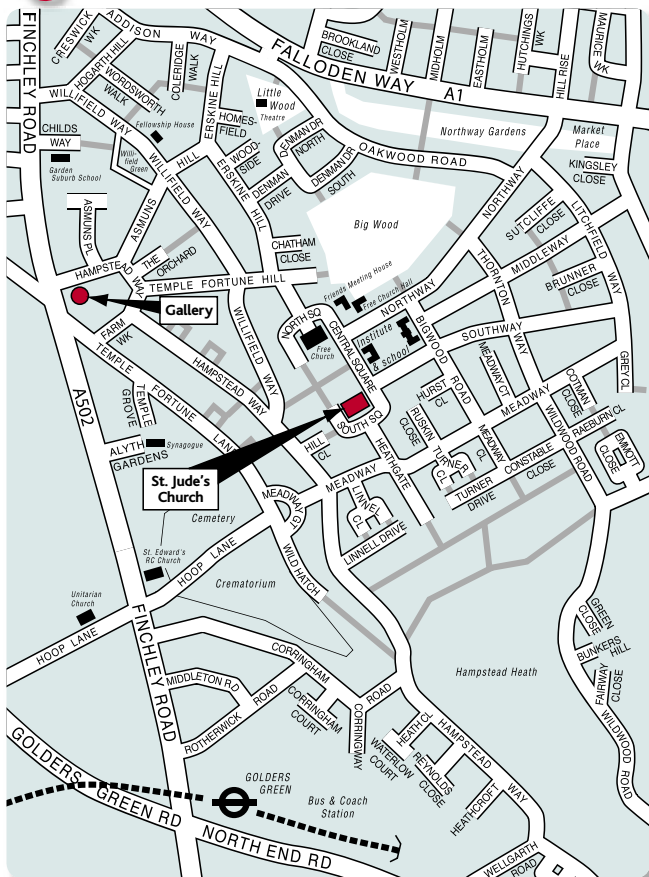 FINCHLEY ROAD
CRESWICK WK
ADDISON WAY
HOGARTH HILL
WORDSWORTH WALK
COLERIDGE WALK
ERSKINE HILL
BROOKLAND CLOSE
WESTHOLM
MIDHOLM
EASTHOLM
HUTCHINGS WK
HILL RISE
MAURICE WK
FALLODEN WAY A1
WILLIFIELD WAY
Little Wood
Theatre
Fellowship House
HOMESFIELD
Northway Gardens
Market Place
CHILDS WAY
Garden Suburb School
Willifield Green
WOODSIDE
DENMAN DR NORTH
OAKWOOD ROAD
KINGSLEY CLOSE
ASMUNS HILL
WILLIFIELD WAY
ERSKINE HILL
DENMAN DRIVE
DENMAN DR SOUTH
NORTHWAY
ASMUNS PL
Big Wood
SUTCLIFFE CLOSE
LITCHFIELD WAY
THE ORCHARD
CHATHAM CLOSE
THORNTON WAY
MIDDLEWAY
HAMPSTEAD WAY
TEMPLE FORTUNE HILL
Friends Meeting House
Free Church Hall
BRUNNER CLOSE
Gallery
NORTH SQ
CENTRAL SQUARE
NORTHWAY
Free Church
Institute & school
BIGWOOD ROAD
SOUTHWAY
FARM WK
WILLIFIELD WAY
MEADWAY CT
GREY CL
TEMPLE FORTUNE LAN
HAMPSTEAD WAY
HURST CL
COTMAN CLOSE
A502
TEMPLE GROVE
SOUTH SQ
RUSKIN CLOSE
MEADWAY
RAEBURN CL
HILL CL
HEATHGATE
TURNER CL
MEADWAY CL
WILDWOOD ROAD
EMMOTT CLOSE
ALYTH GARDENS
Synagogue
CONSTABLE CLOSE
St. Jude's Church
MEADWAY
TURNER DRIVE
Cemetery
MEADWAY GT
LINNEL CL
LINNELL DRIVE
St. Edward's RC Church
HOOP LANE
Crematorium
WILD HATCH
Unitarian Church
HOOP LANE
FINCHLEY ROAD
GREEN CLOSE
CORRINGHAM ROAD
Hampstead Heath
BUNKERS HILL
MIDDLETON RD
ROTHERWICK ROAD
CORRINGHAM COURT
CORRINGWAY
FAIRWAY CLOSE
WILDWOOD ROAD
WATERLOW COURT
HEATH CL
REYNOLDS CLOSE
HAMPSTEAD WAY
HEATHCROFT
GOLDERS GREEN
Bus & Coach Station
GOLDERS GREEN RD
NORTH END RD
WELLGARTH ROAD